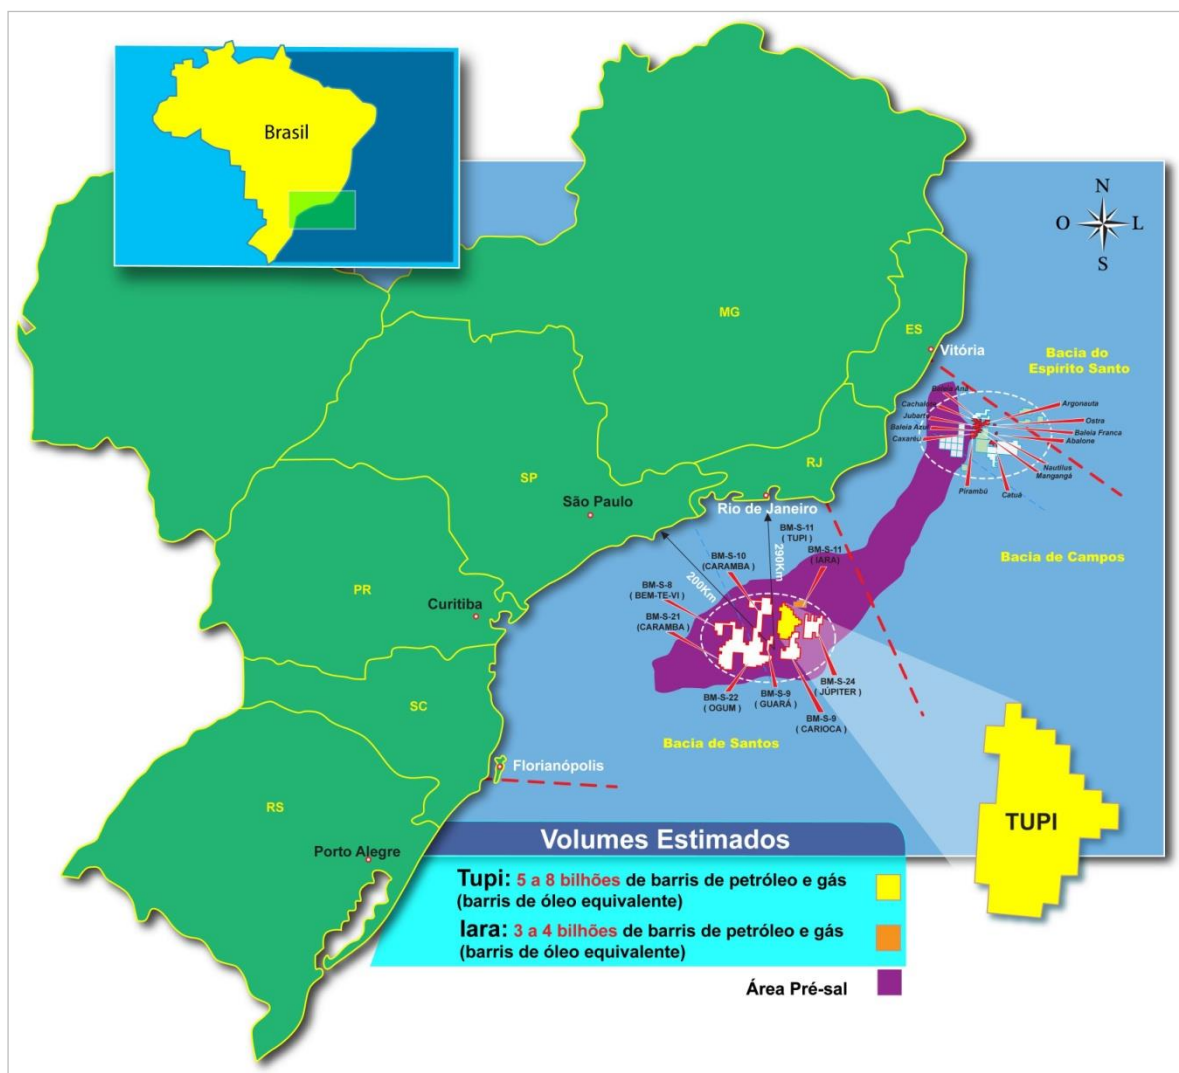 Brasil
N
O L
S
MG
ES
Vitória
Bacia do
Espírito Santo
Baleia Anã
Cachalote
Jubarte
Baleia Azul
Caxaréu
Argonauta
Ostra
Baleia Franca
Abalone
Nautilus
Mangangá
Catuá
Pirambú
RJ
SP
São Paulo
Rio de Janeiro
BM-S-11
( TUPI )
BM-S-11
( IARA )
BM-S-10
(CARAMBA )
290Km
200Km
BM-S-8
( BEM-TE-VI )
BM-S-21
(CARAMBA )
BM-S-22
( OGUM )
BM-S-9
( GUARÁ )
BM-S-9
( CARIOCA )
BM-S-24
( JÚPITER )
Bacia de Campos
PR
Curitiba
SC
Bacia de Santos
Florianópolis
RS
Porto Alegre
TUPI
Volumes Estimados
Tupi: 5 a 8 bilhões de barris de petróleo e gás
(barris de óleo equivalente)
Iara: 3 a 4 bilhões de barris de petróleo e gás
(barris de óleo equivalente)
Área Pré-sal